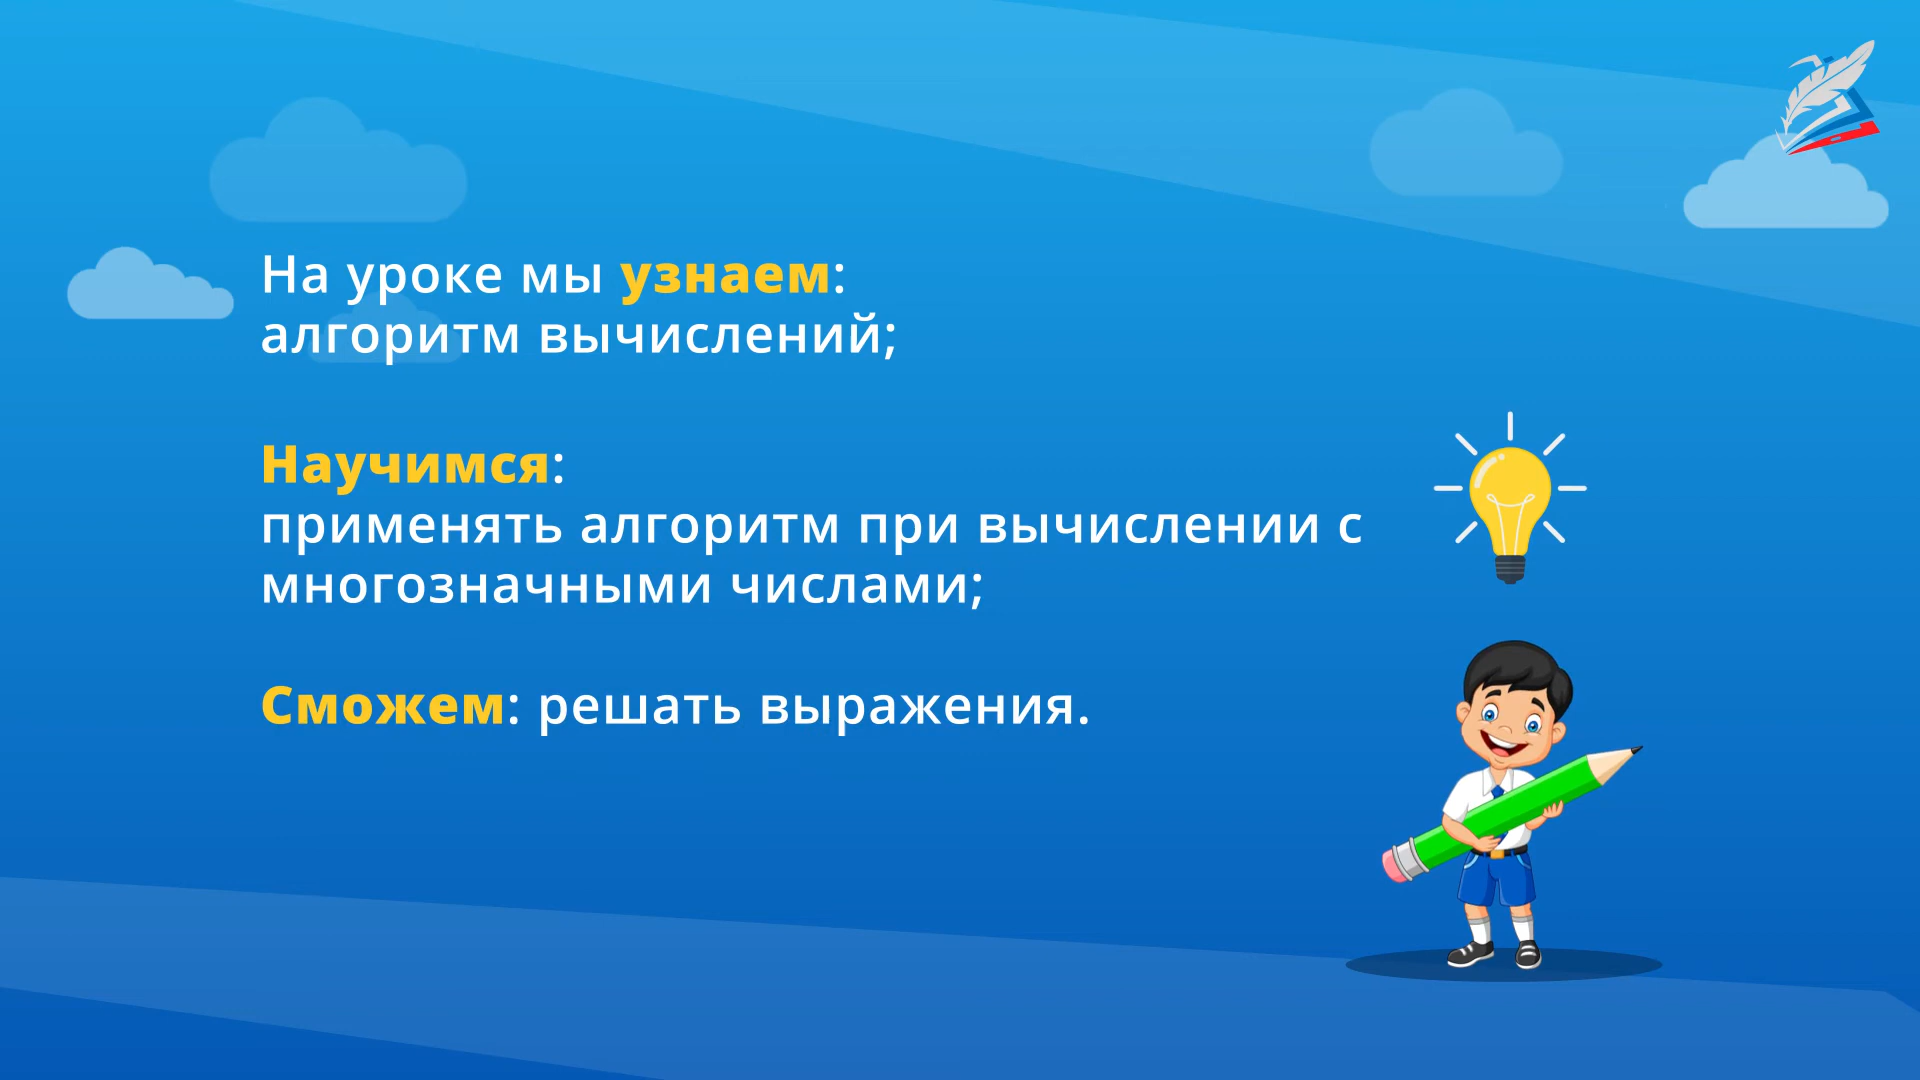 На уроке мы узнаем:
алгоритм вычислений;
Научимся:
применять алгоритм при вычислении с
многозначными числами;
Сможем: решать выражения.